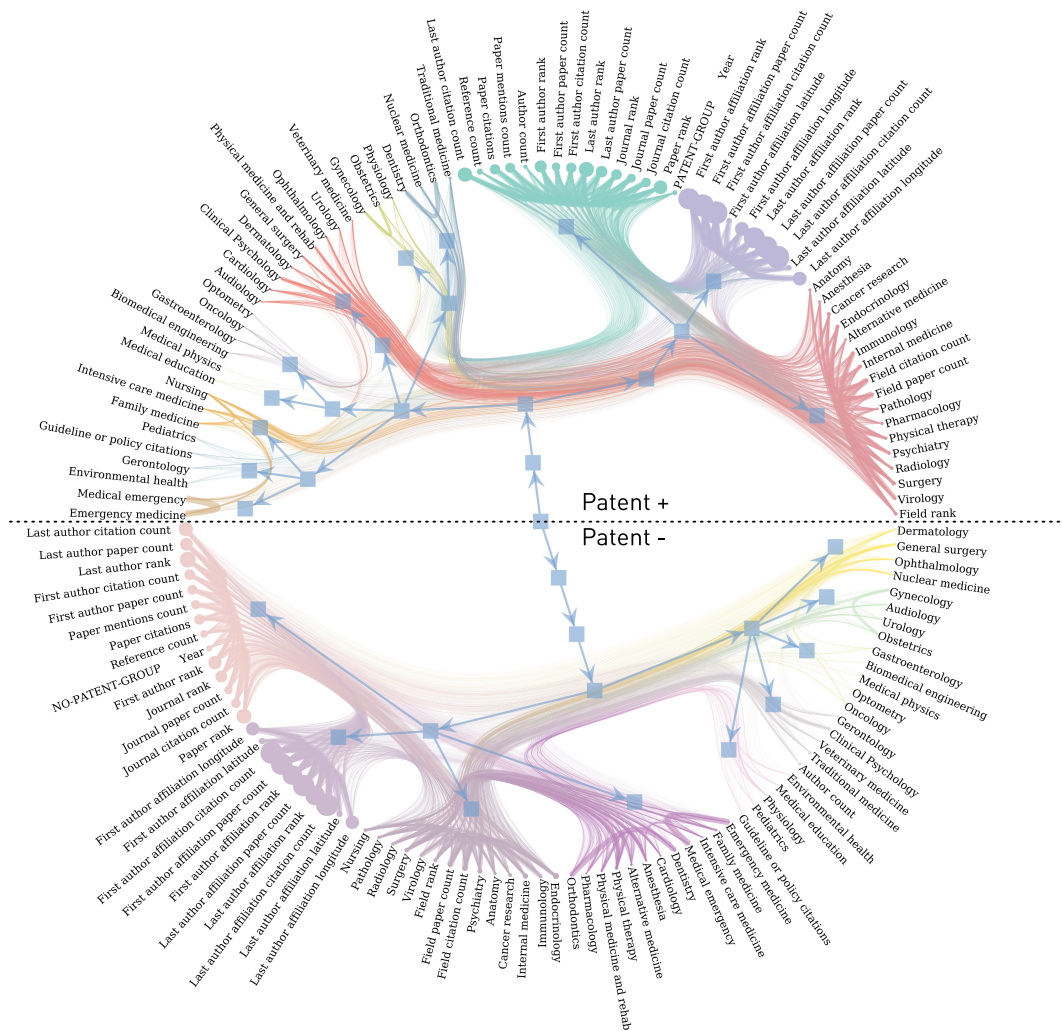 Emergency medicine
Medical emergency
Environmental health
Gerontology
Guideline or policy citations
Pediatrics
Family medicine
Intensive care medicine
Nursing
Medical education
Medical physics
Biomedical engineering
Gastroenterology
Oncology
Optometry
Audiology
Cardiology
Clinical Psychology
Dermatology
General surgery
Physical medicine and rehab
Ophthalmology
Urology
Veterinary medicine
Gynecology
Obstetrics
Physiology
Dentistry
Nuclear medicine
Orthodontics
Traditional medicine
Last author citation count
Reference count
Paper citations
Paper mentions count
Author count
First author rank
First author paper count
First author citation count
Last author rank
Last author paper count
Journal rank
Journal paper count
Journal citation count
Paper rank
PATENT-GROUP Year
First author affiliation rank
First author affiliation paper count
First author affiliation citation count
First author affiliation latitude
First author affiliation longitude
Last author affiliation rank
Last author affiliation paper count
Last author affiliation citation count
Last author affiliation latitude
Last author affiliation longitude
Anatomy
Anesthesia
Cancer research
Endocrinology
Alternative medicine
Immunology
Internal medicine
Field citation count
Field paper count
Pathology
Pharmacology
Physical therapy
Psychiatry
Radiology
Surgery
Virology
Field rank
Patent +
Patent -
Dermatology
General surgery
Ophthalmology
Nuclear medicine
Gynecology
Audiology
Urology
Obstetrics
Gastroenterology
Biomedical engineering
Medical physics
Optometry
Oncology
Gerontology
Clinical Psychology
Veterinary medicine
Traditional medicine
Author count
Environmental health
Medical education
Physiology
Pediatrics
Guideline or policy citations
Emergency medicine
Family medicine
Intensive care medicine
Medical emergency
Dentistry
Cardiology
Anesthesia
Alternative medicine
Physical therapy
Physical medicine and rehab
Pharmacology
Orthodontics
Endocrinology
Immunology
Internal medicine
Cancer research
Anatomy
Psychiatry
Field citation count
Field paper count
Field rank
Virology
Surgery
Radiology
Pathology
Nursing
Last author affiliation longitude
Last author affiliation latitude
Last author affiliation citation count
Last author affiliation rank
Last author affiliation paper count
First author affiliation rank
First author affiliation paper count
First author affiliation citation count
First author affiliation latitude
First author affiliation longitude
Paper rank
Journal citation count
Journal paper count
Journal rank
First author rank
NO-PATENT-GROUP Year
Reference count
Paper citations
Paper mentions count
First author paper count
First author citation count
Last author rank
Last author paper count
Last author citation count